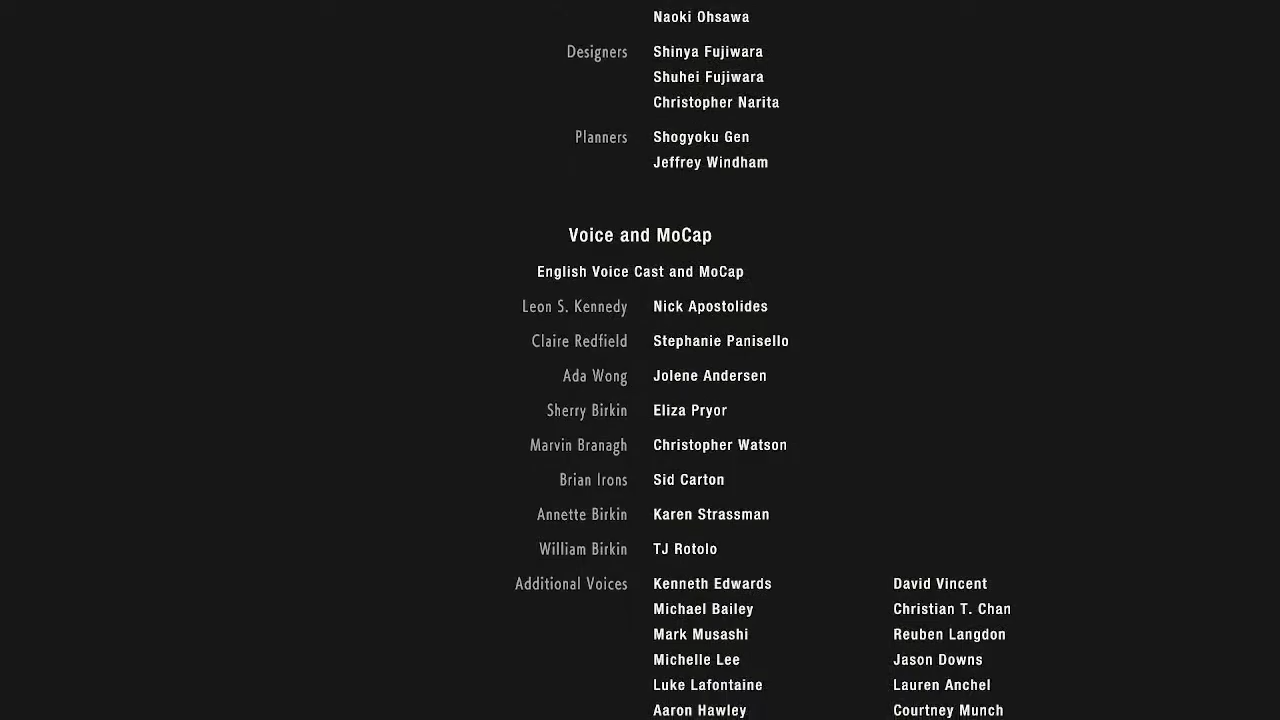 Naoki Ohsawa
Designers Shinya Fujiwara
Shuhei Fujiwara
Christopher Narita
Planners Shogyoku Gen
Jeffrey Windham
Voice and MoCap
English Voice Cast and MoCap
Leon S. Kennedy Nick Apostolides
Claire Redfield Stephanie Panisello
Ada Wong Jolene Andersen
Sherry Birkin Eliza Pryor
Marvin Branagh Christopher Watson
Brian Irons Sid Carton
Annette Birkin Karen Strassman
William Birkin TJ Rotolo
Additional Voices Kenneth Edwards David Vincent
Michael Bailey Christian T. Chan
Mark Musashi Reuben Langdon
Michelle Lee Jason Downs
Luke Lafontaine Lauren Anchel
Aaron Hawley Courtney Munch